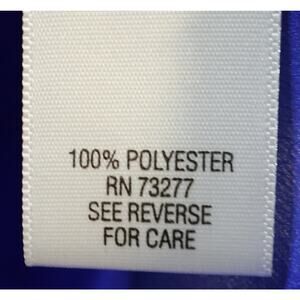 100% POLYESTER
RN 73277
SEE REVERSE
FOR CARE